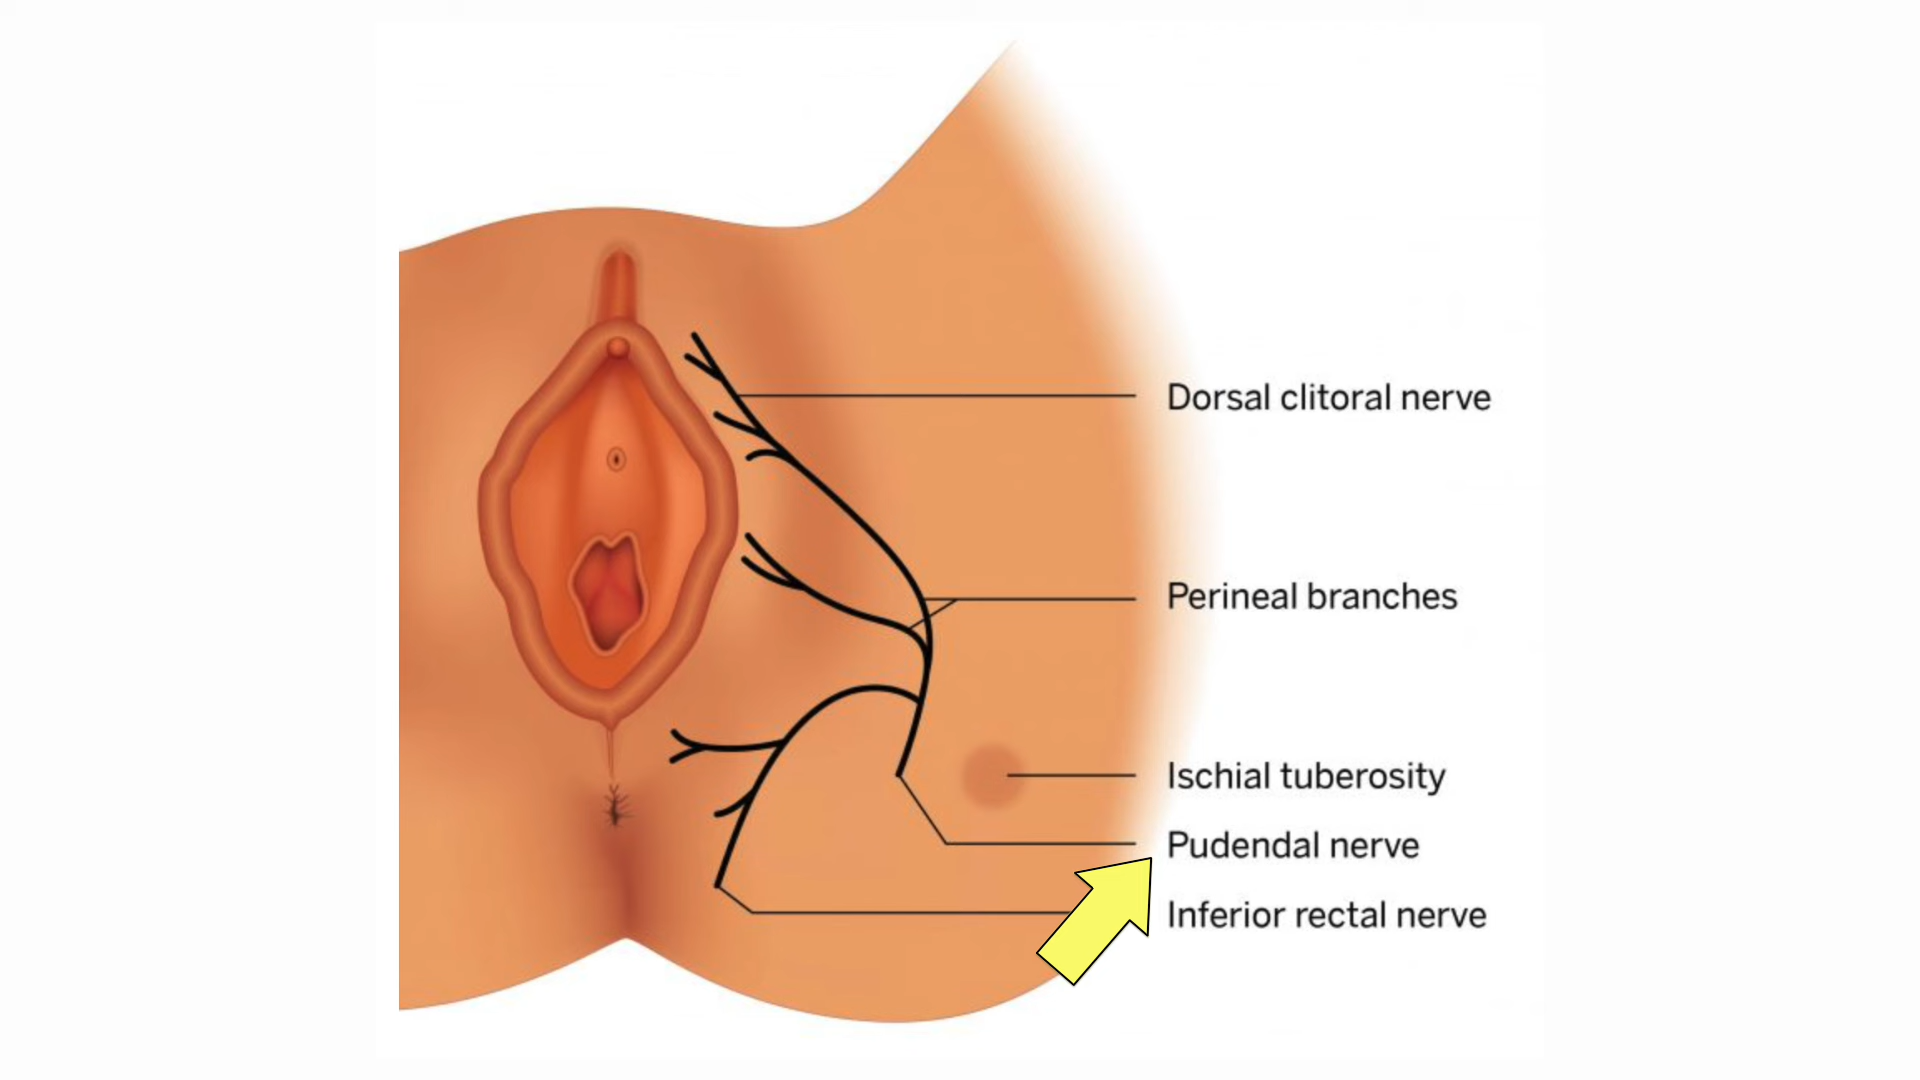 Dorsal clitoral nerve
Perineal branches
Ischial tuberosity
Pudendal nerve
Inferior rectal nerve